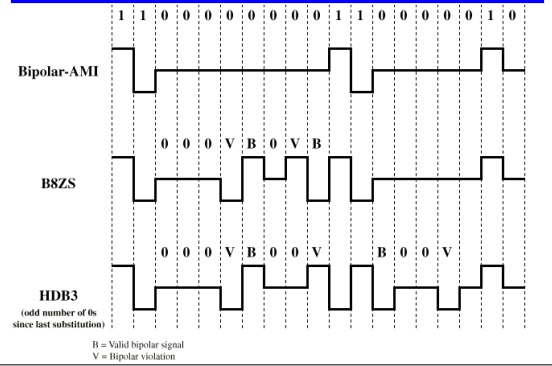 1 1 0 0 0 0 0 0 0 0 1 1 0 0 0 0 0 1 0
Bipolar-AMI
0 0 0 V B 0 V B
B8ZS
0 0 0 V B 0 0 V B 0 0 V
HDB3
(odd number of 0s
since last substitution)
B = Valid bipolar signal
V = Bipolar violation